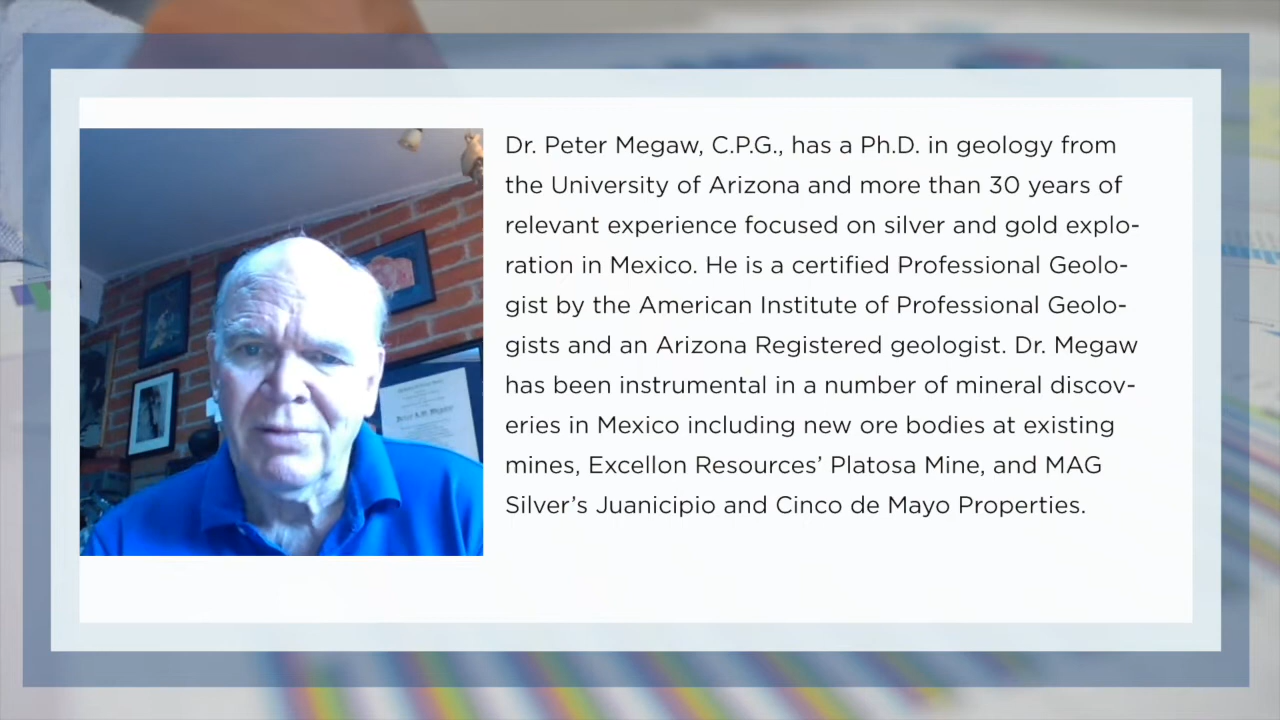 Dr. Peter Megaw, C.P.G., has a Ph.D. in geology from
the University of Arizona and more than 30 years of
relevant experience focused on silver and gold explo-
ration in Mexico. He is a certified Professional Geolo-
gist by the American Institute of Professional Geolo-
gists and an Arizona Registered geologist. Dr. Megaw
has been instrumental in a number of mineral discov-
eries in Mexico including new ore bodies at existing
mines, Excellon Resources’ Platosa Mine, and MAG
Silver’s Juanicipio and Cinco de Mayo Properties.